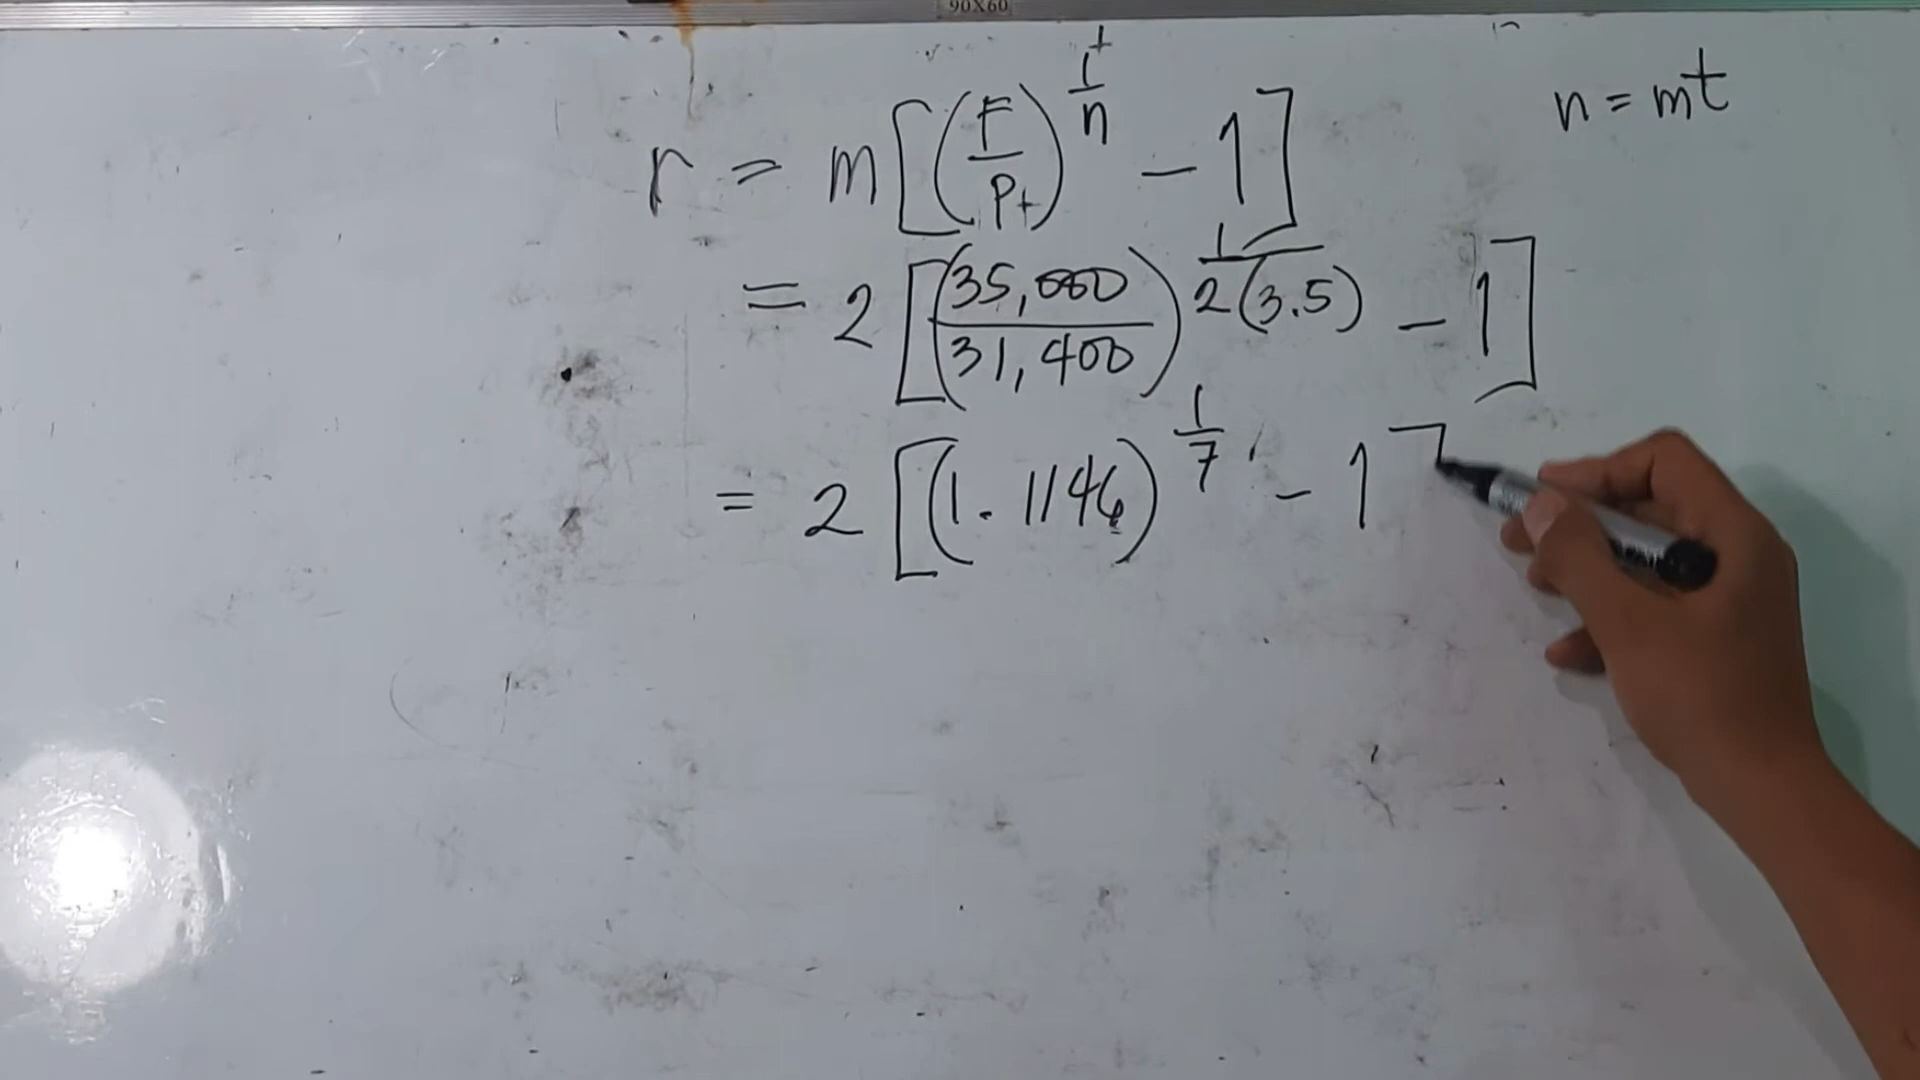 90X60
r = m[(F/P)^(1/n) - 1] n = mt
= 2[(35,000/31,400)^(1/2(3.5)) - 1]
= 2[(1.1146)^(1/7) - 1]